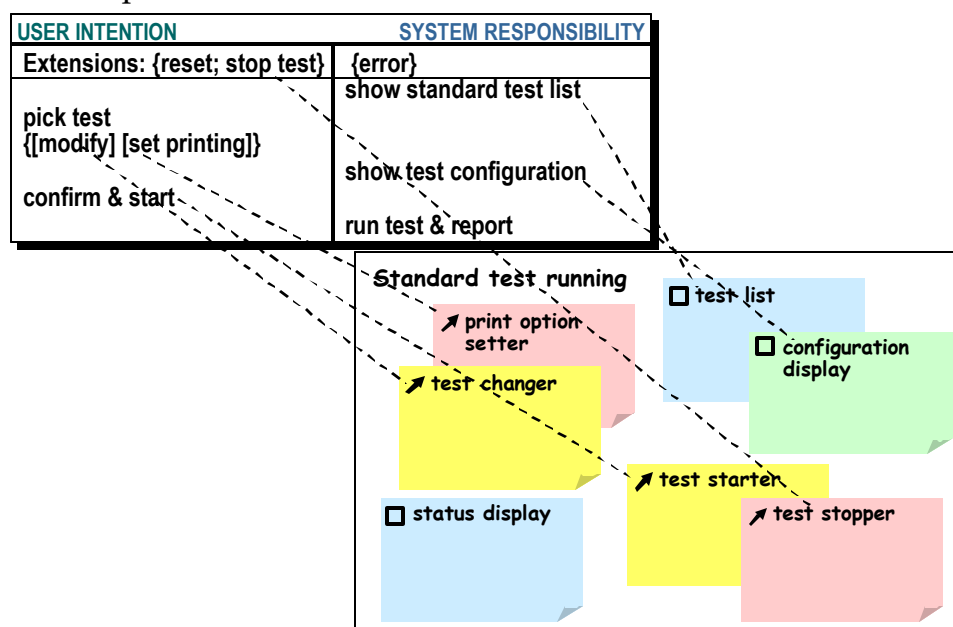 USER INTENTION SYSTEM RESPONSIBILITY
Extensions: {reset; stop test} {error}
show standard test list
pick test
{[modify] [set printing]}
show test configuration
confirm & start
run test & report
Standard test running
test list
print option
setter
configuration
display
test changer
test starter
status display
test stopper